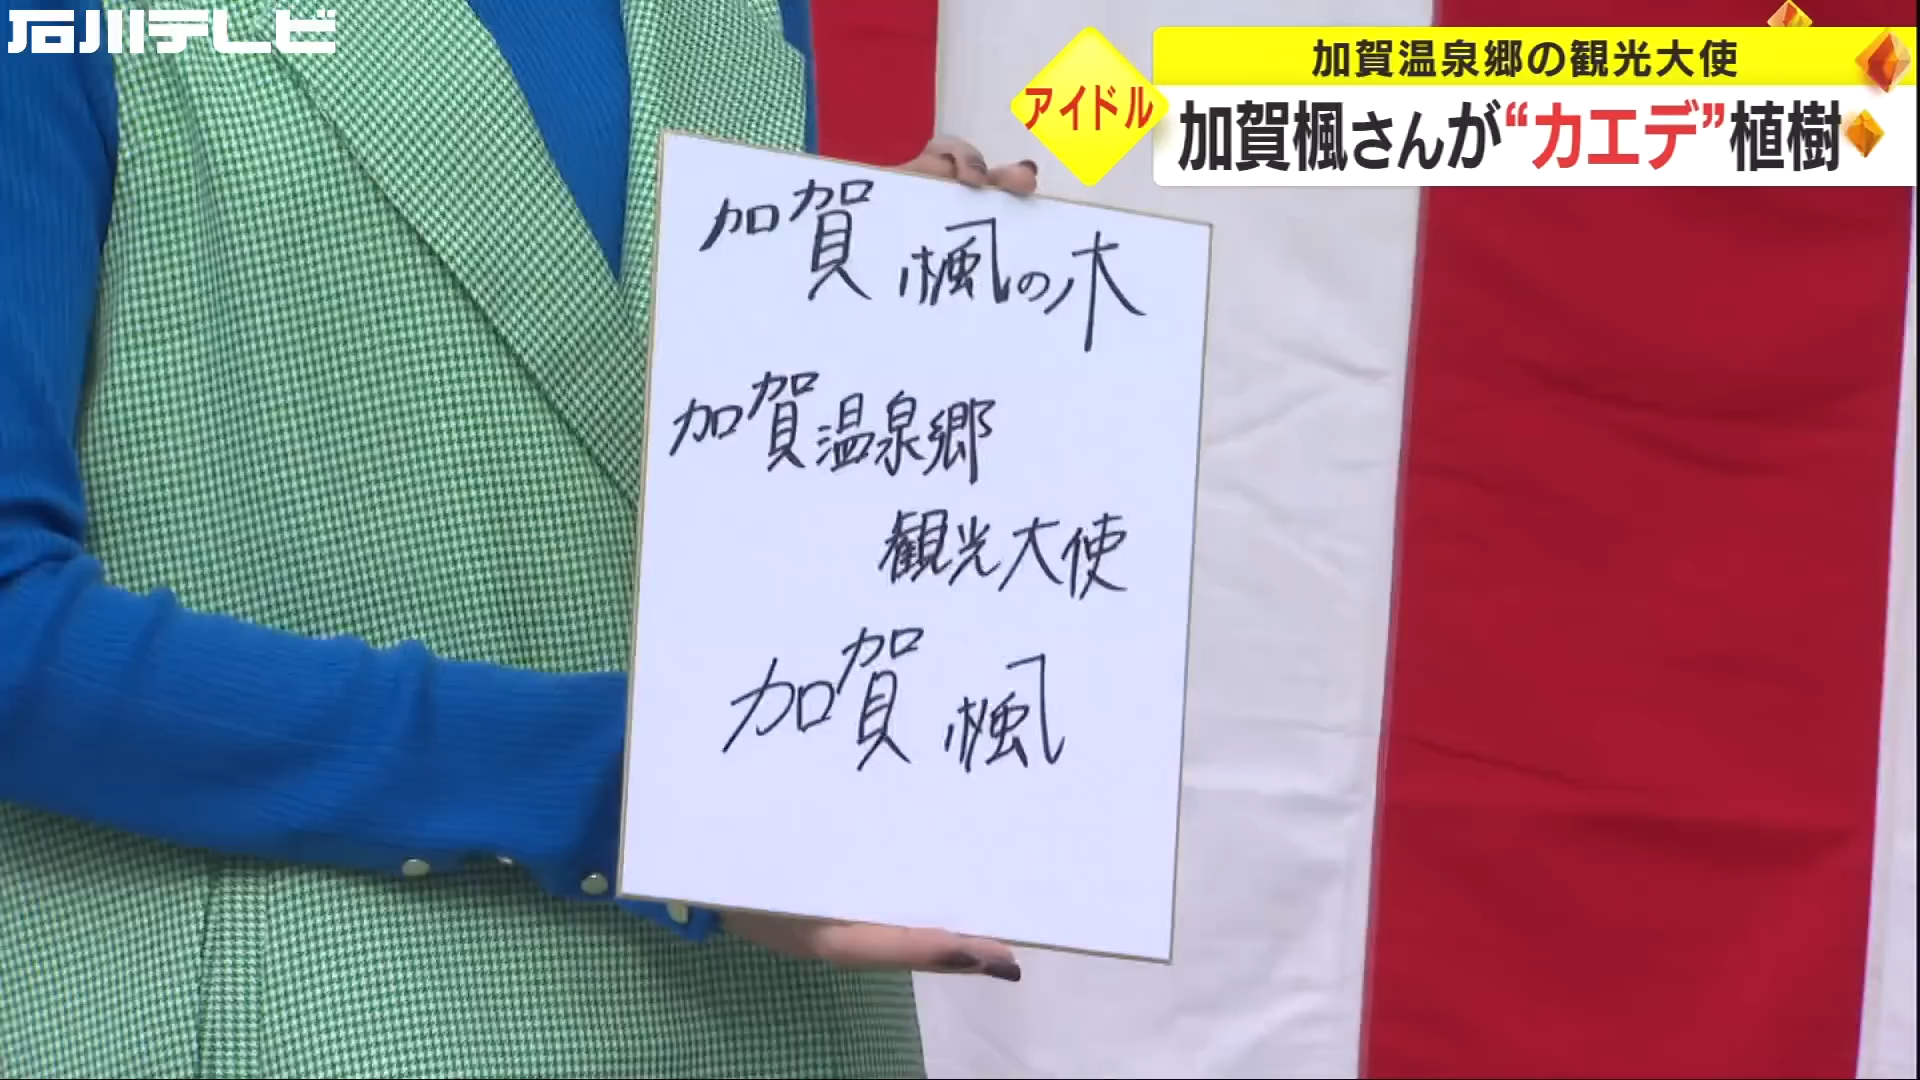 石川テレビ
加賀温泉郷の観光大使
アイドル
加賀楓さんが“カエデ”植樹
加賀 楓の木
加賀温泉郷
観光大使
加賀 楓